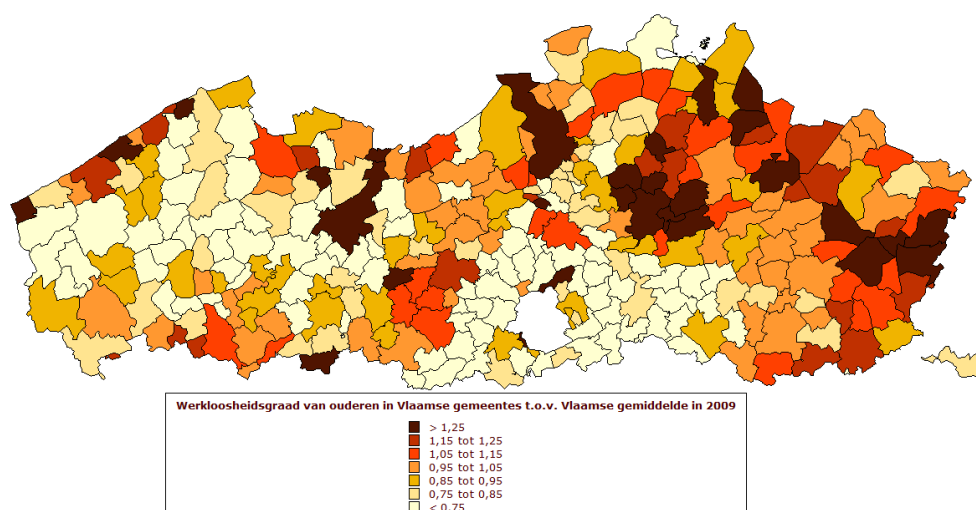 Werkloosheidsgraad van ouderen in Vlaamse gemeentes t.o.v. Vlaamse gemiddelde in 2009
> 1,25
1,15 tot 1,25
1,05 tot 1,15
0,95 tot 1,05
0,85 tot 0,95
0,75 tot 0,85
< 0,75